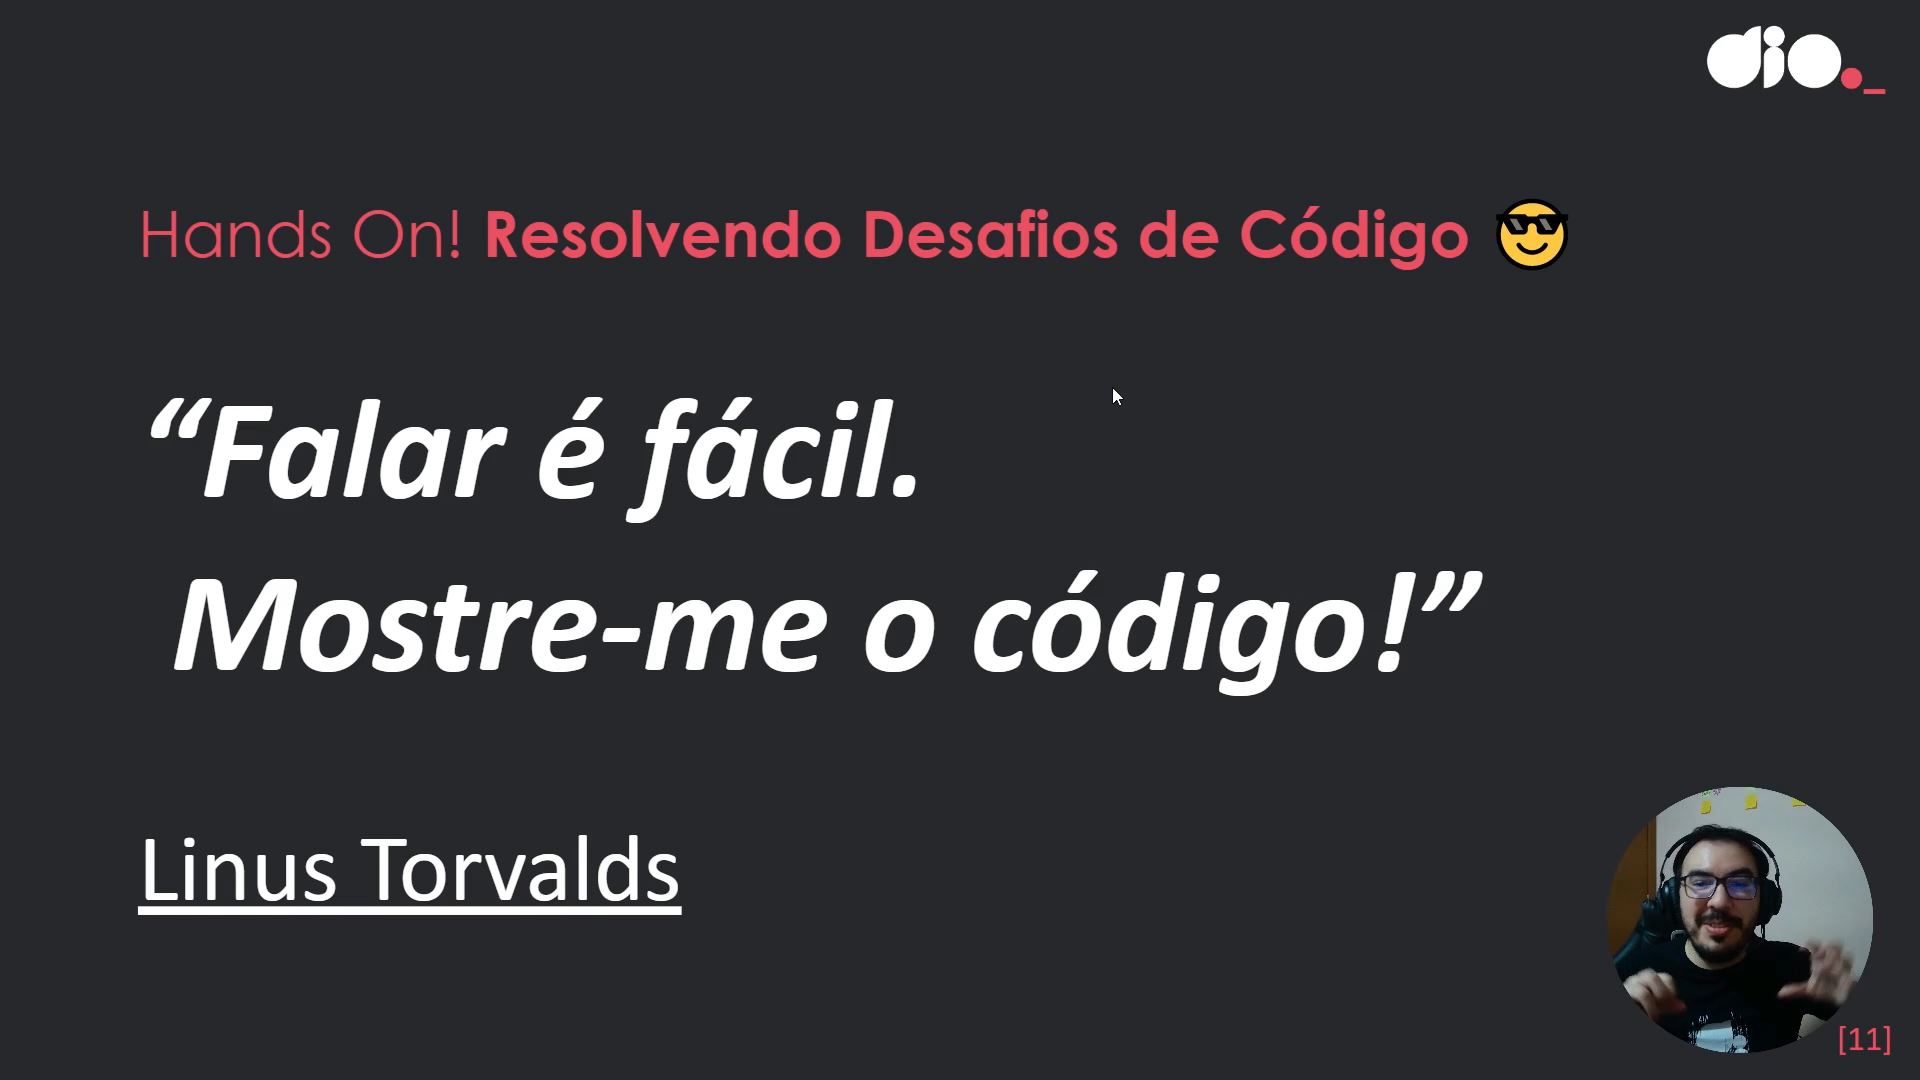 dio._
Hands On! Resolvendo Desafios de Código 😎
“Falar é fácil.
Mostre-me o código!”
Linus Torvalds
[11]